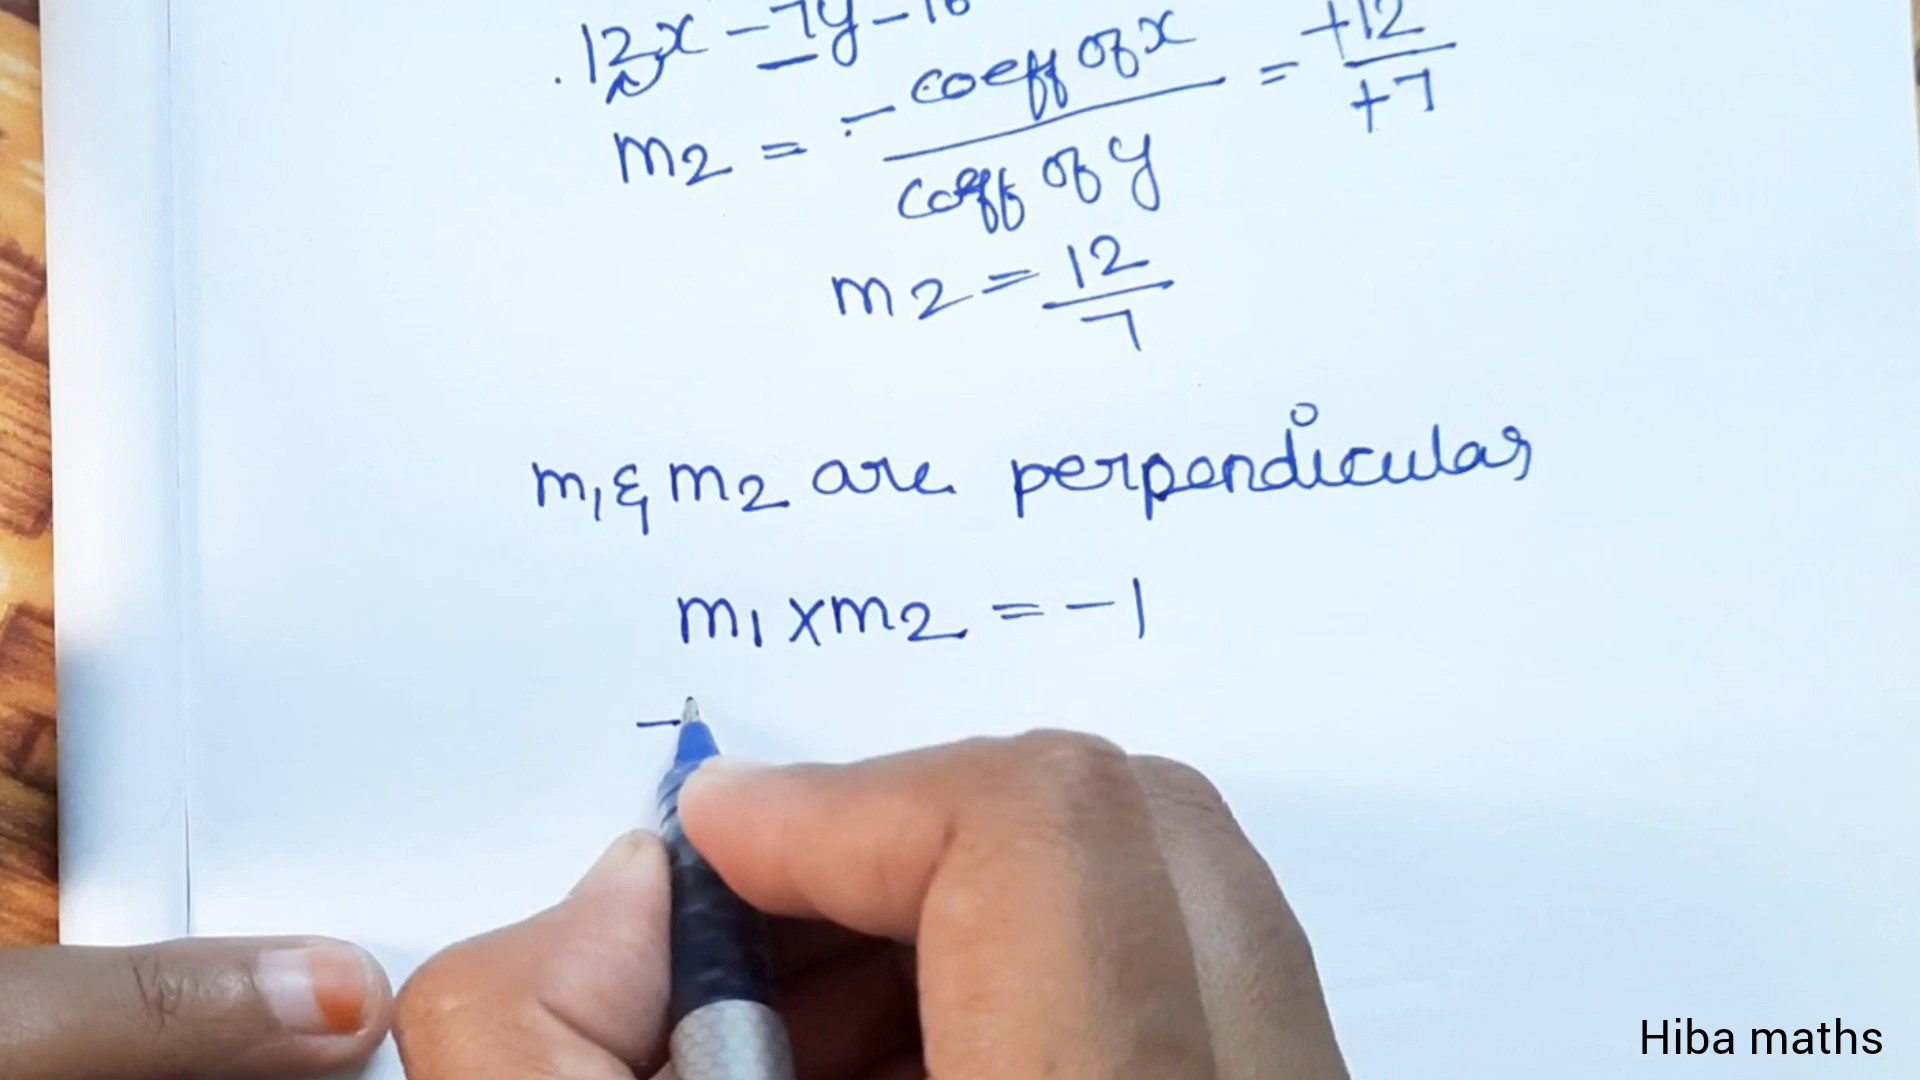 12x - 7y -
m2 = - coeff of x / coeff of y = +12 / +7
m2 = 12 / 7
m1 & m2 are perpendicular
m1 x m2 = -1
-
Hiba maths